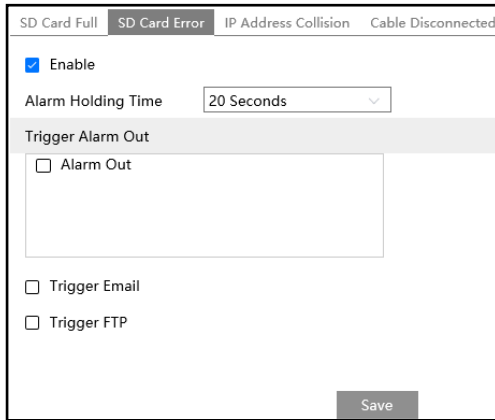 SD Card Full SD Card Error IP Address Collision Cable Disconnected
Enable
Alarm Holding Time 20 Seconds
Trigger Alarm Out
Alarm Out
Trigger Email
Trigger FTP
Save